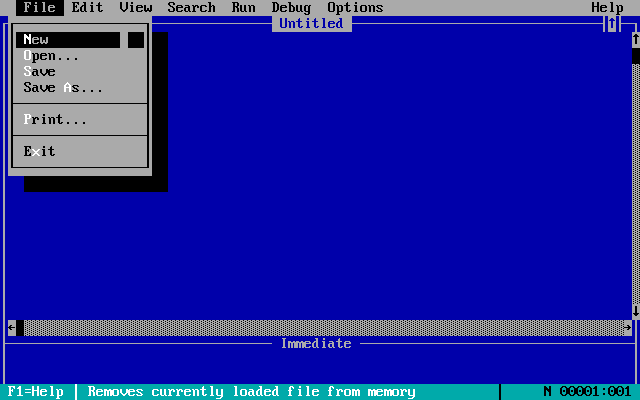 File Edit View Search Run Debug Options Help
Untitled
New
Open...
Save
Save As...
Print...
Exit
Immediate
F1=Help Removes currently loaded file from memory N 00001:001